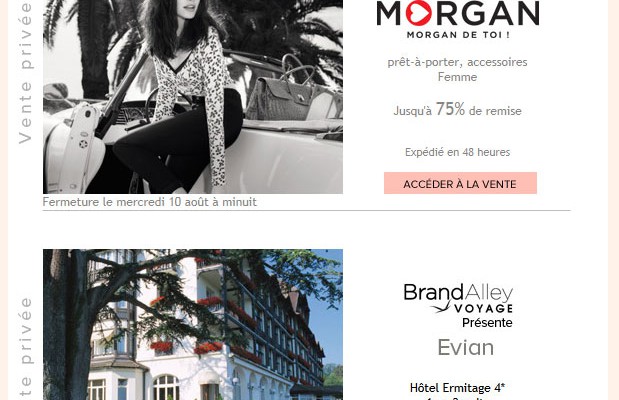 Vente privée
MORGAN
MORGAN DE TOI !
prêt-à-porter, accessoires
Femme
Jusqu'à 75% de remise
Expédié en 48 heures
ACCÉDER À LA VENTE
Fermeture le mercredi 10 août à minuit
te privée
BrandAlley
VOYAGE
Présente
Evian
Hôtel Ermitage 4*